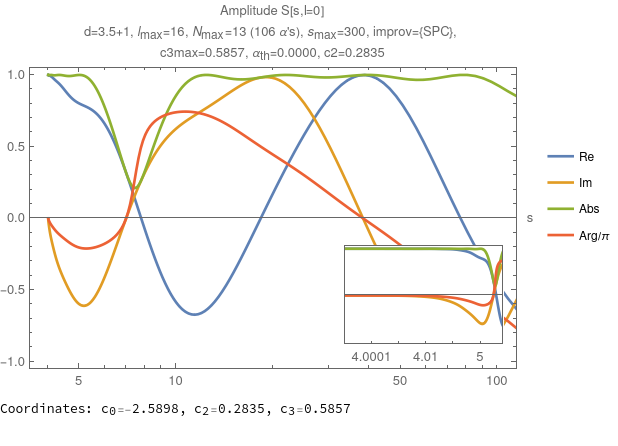 Amplitude S[s,l=0]
d=3.5+1, lmax=16, Nmax=13 (106 α's), smax=300, improv={SPC},
c3max=0.5857, αth=0.0000, c2=0.2835
1.0
0.5
0.0
−0.5
−1.0
5
10
50
100
s
Re
Im
Abs
Arg/π
4.0001
4.01
5
Coordinates: c0=-2.5898, c2=0.2835, c3=0.5857